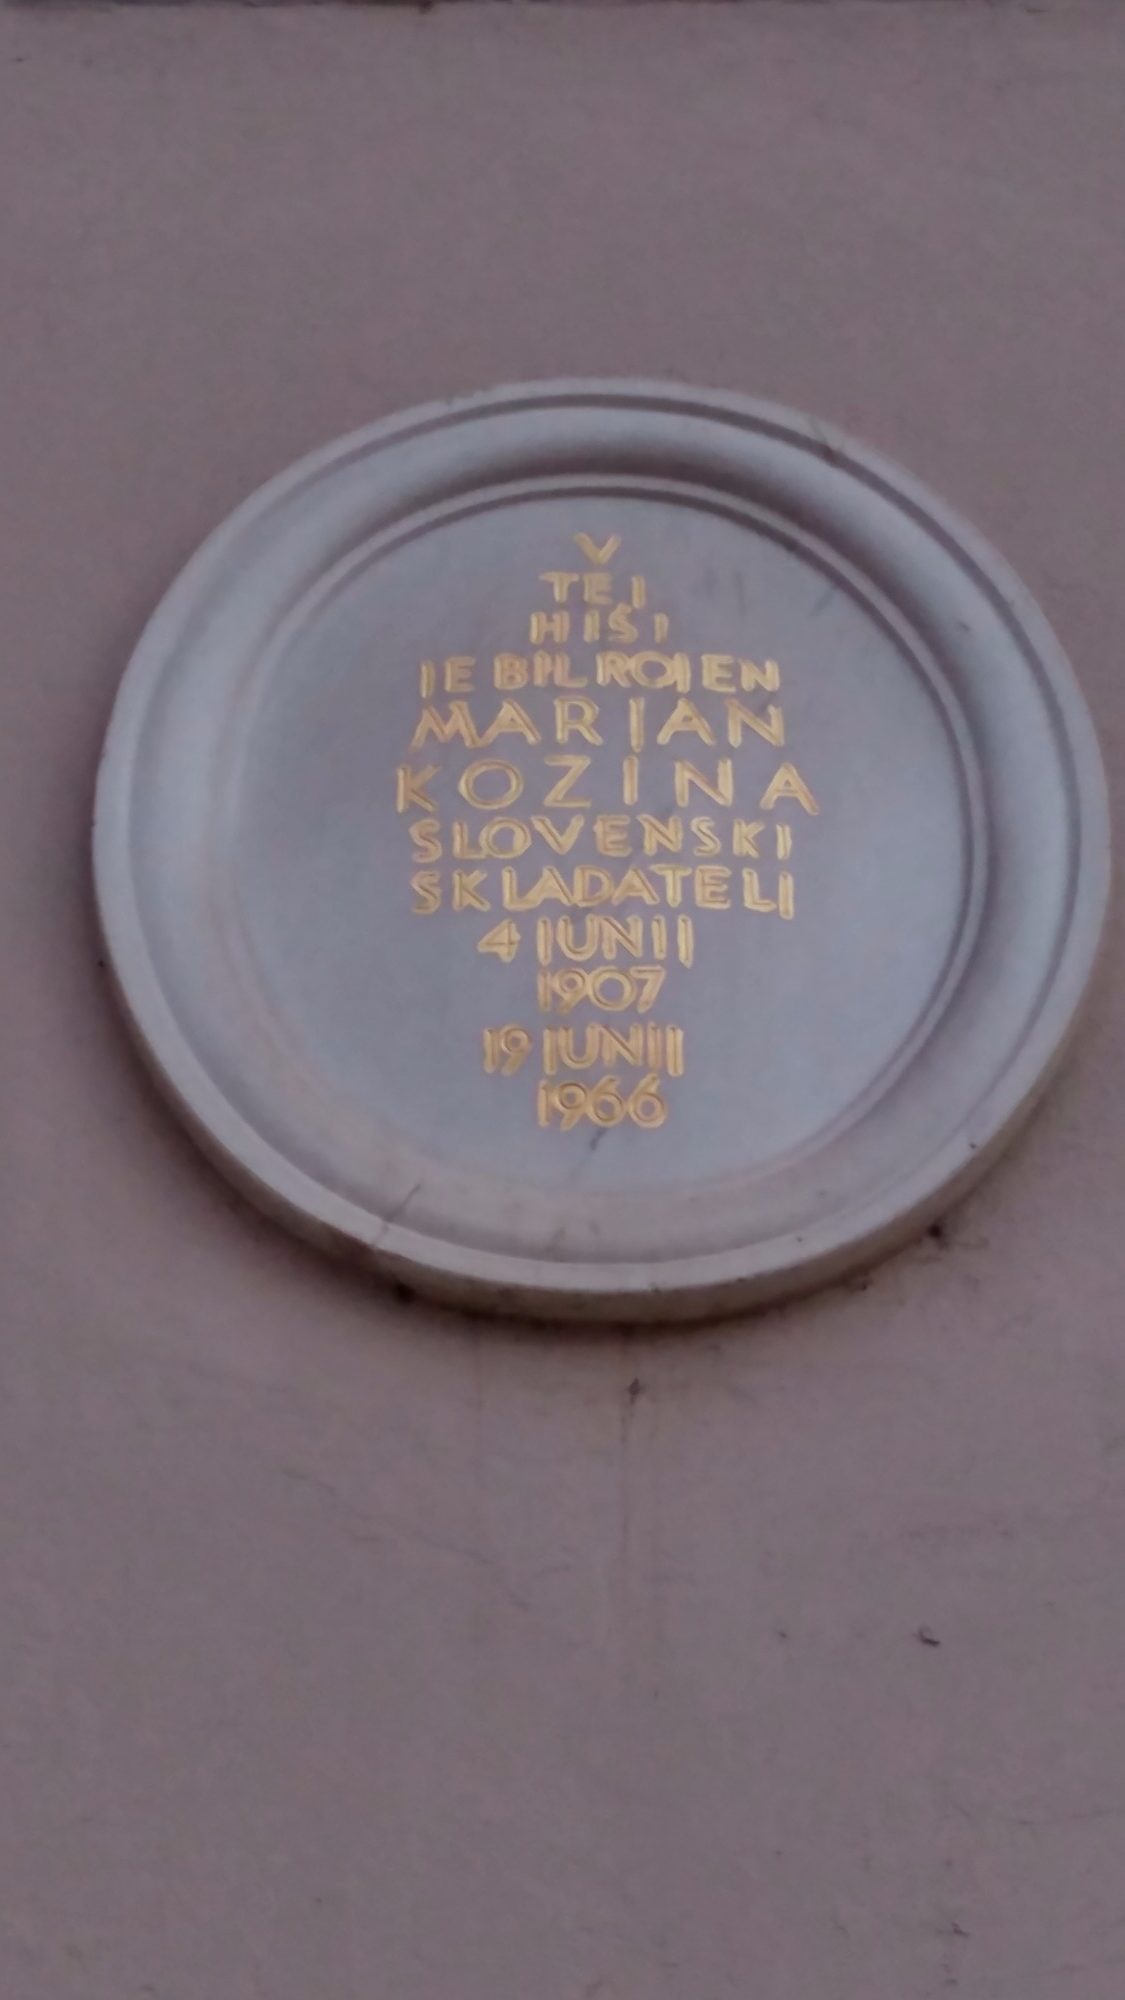 V
TEJ
HIŠI
JE BIL ROJEN
MARJAN
KOZINA
SLOVENSKI
SKLADATELJ
4 JUNIJ
1907
19 JUNIJ
1966